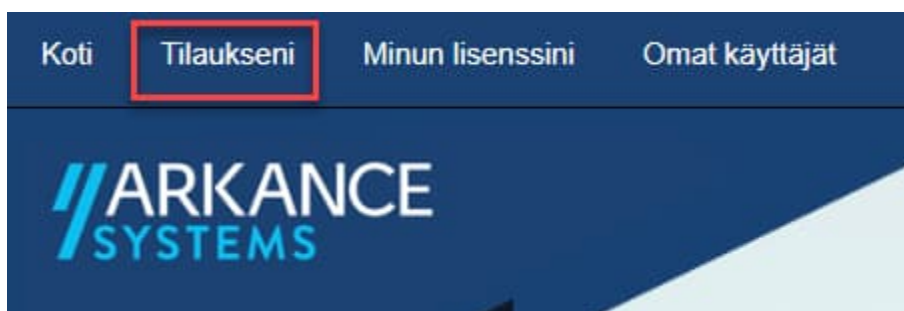 Koti Tilaukseni Minun lisenssini Omat käyttäjät
ARKANCE
SYSTEMS